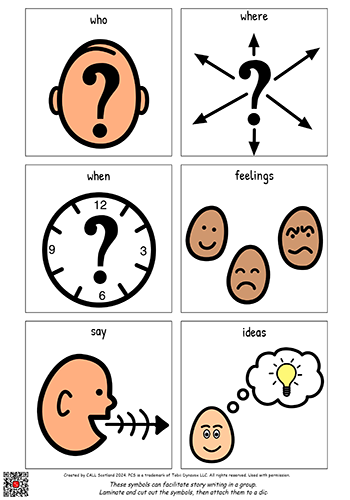 who
where
?
?
when
feelings
12
?
9
3
6
say
ideas
Created by CALL Scotland 2024. PCS is a trademark of Tobii Dynavox LLC. All rights reserved. Used with permission.
These symbols can facilitate story writing in a group.
Laminate and cut out the symbols, then attach them to a dic.